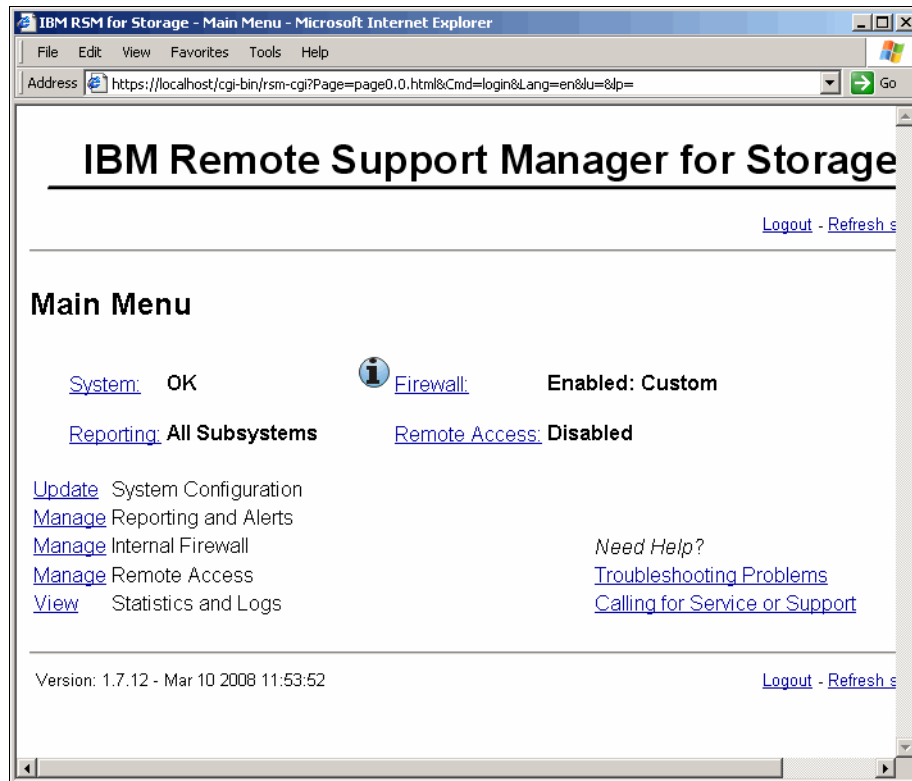 IBM RSM for Storage - Main Menu - Microsoft Internet Explorer
File Edit View Favorites Tools Help
Address https://localhost/cgi-bin/rsm-cgi?Page=page0.0.html&Cmd=login&Lang=en&lu=&lp= Go
IBM Remote Support Manager for Storage
Logout - Refresh s
Main Menu
System: OK Firewall: Enabled: Custom
Reporting: All Subsystems Remote Access: Disabled
Update System Configuration
Manage Reporting and Alerts
Manage Internal Firewall Need Help?
Manage Remote Access Troubleshooting Problems
View Statistics and Logs Calling for Service or Support
Version: 1.7.12 - Mar 10 2008 11:53:52 Logout - Refresh s